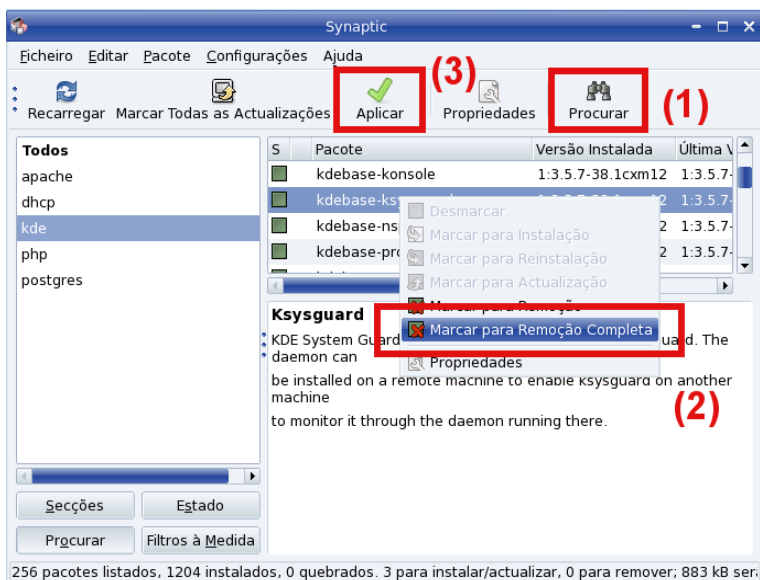 Synaptic
Ficheiro Editar Pacote Configurações Ajuda
(3)
(1)
Recarregar Marcar Todas as Actualizações Aplicar Propriedades Procurar
Todos
apache
dhcp
kde
php
postgres
S Pacote Versão Instalada Última
kdebase-konsole 1:3.5.7-38.1cxm12 1:3.5.7-
2 1:3.5.7-
kdebase-nsp 2 1:3.5.7-
kdebase-pro 2 1:3.5.7-
Desmarcar
Marcar para Instalação
Marcar para Reinstalação
Marcar para Actualização
Marcar para Remoção
Marcar para Remoção Completa
Propriedades
Ksysguard
KDE System Guard uard. The
daemon can
be installed on a remote machine to enable ksysguard on another
machine
to monitor it through the daemon running there.
(2)
Secções Estado
Procurar Filtros à Medida
256 pacotes listados, 1204 instalados, 0 quebrados. 3 para instalar/actualizar, 0 para remover; 883 kB ser